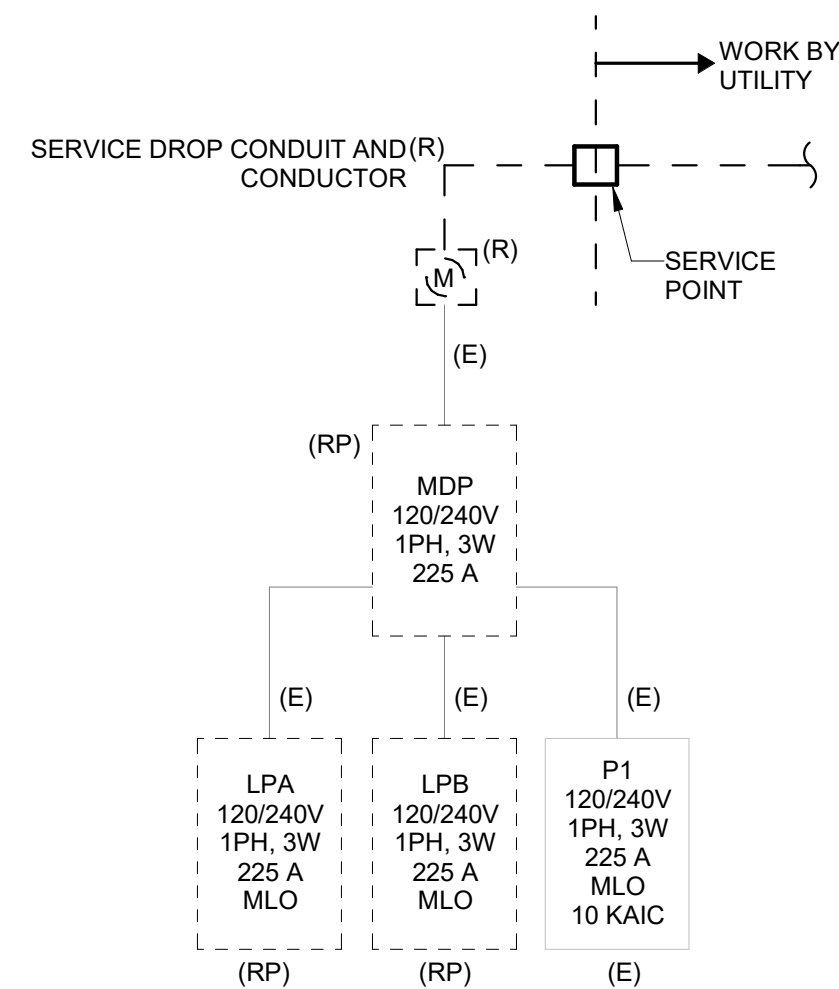 WORK BY
UTILITY
SERVICE DROP CONDUIT AND(R)
CONDUCTOR
(R)
M
SERVICE
POINT
(E)
(RP)
MDP
120/240V
1PH, 3W
225 A
(E)
(E)
(E)
LPA
120/240V
1PH, 3W
225 A
MLO
(RP)
LPB
120/240V
1PH, 3W
225 A
MLO
(RP)
P1
120/240V
1PH, 3W
225 A
MLO
10 KAIC
(E)